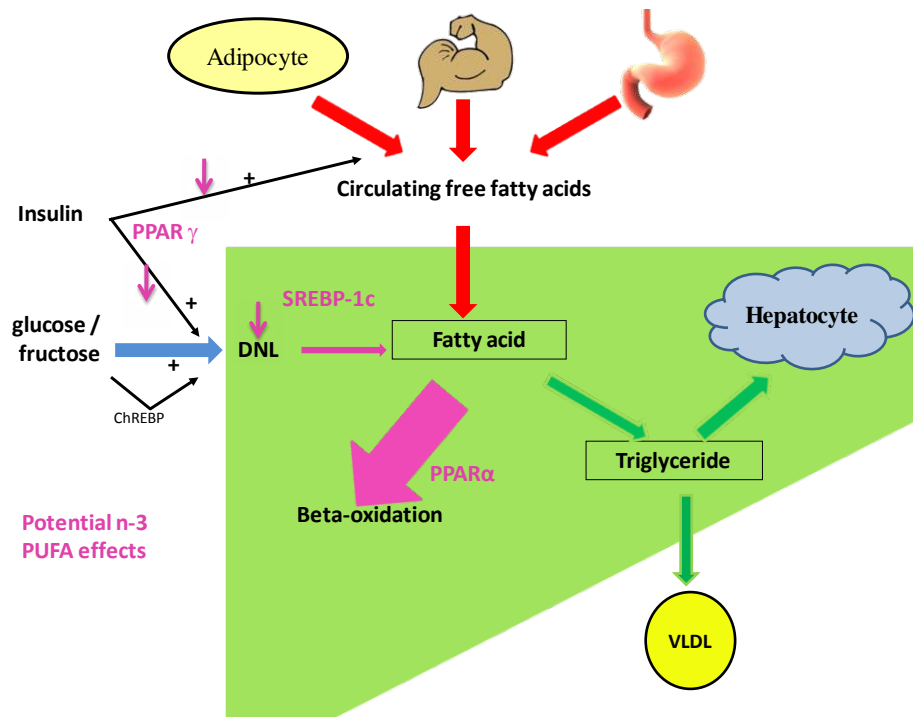 Adipocyte
+
Circulating free fatty acids
Insulin
PPAR γ
+
SREBP-1c
glucose /
fructose
+
DNL
Fatty acid
Hepatocyte
ChREBP
Triglyceride
PPARα
Beta-oxidation
Potential n-3
PUFA effects
VLDL